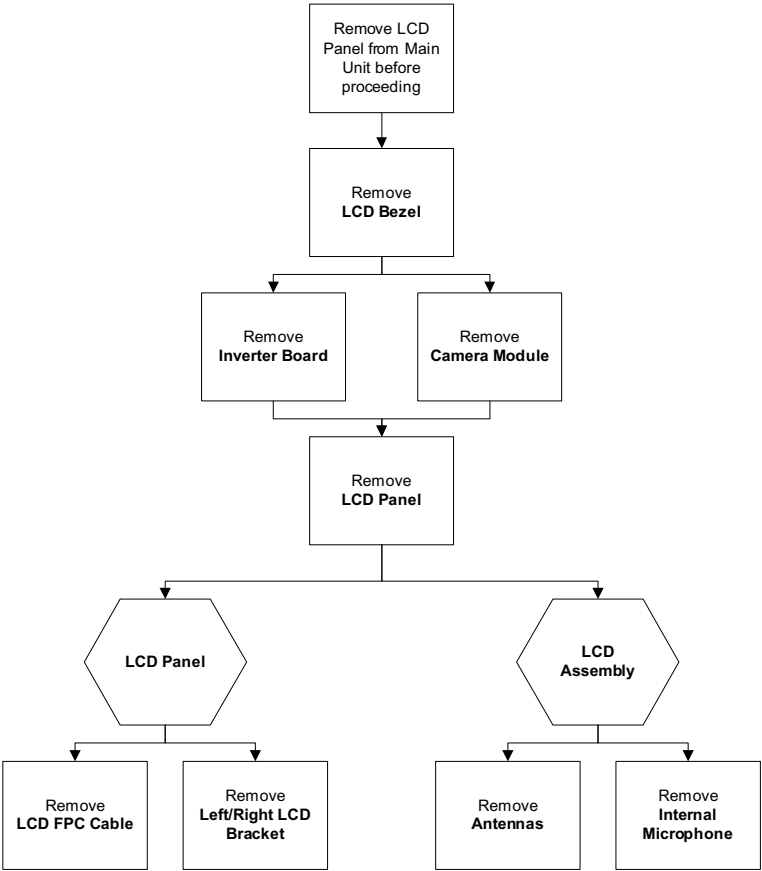 Remove LCD
Panel from Main
Unit before
proceeding
Remove
LCD Bezel
Remove
Inverter Board
Remove
Camera Module
Remove
LCD Panel
LCD Panel
LCD
Assembly
Remove
LCD FPC Cable
Remove
Left/Right LCD
Bracket
Remove
Antennas
Remove
Internal
Microphone